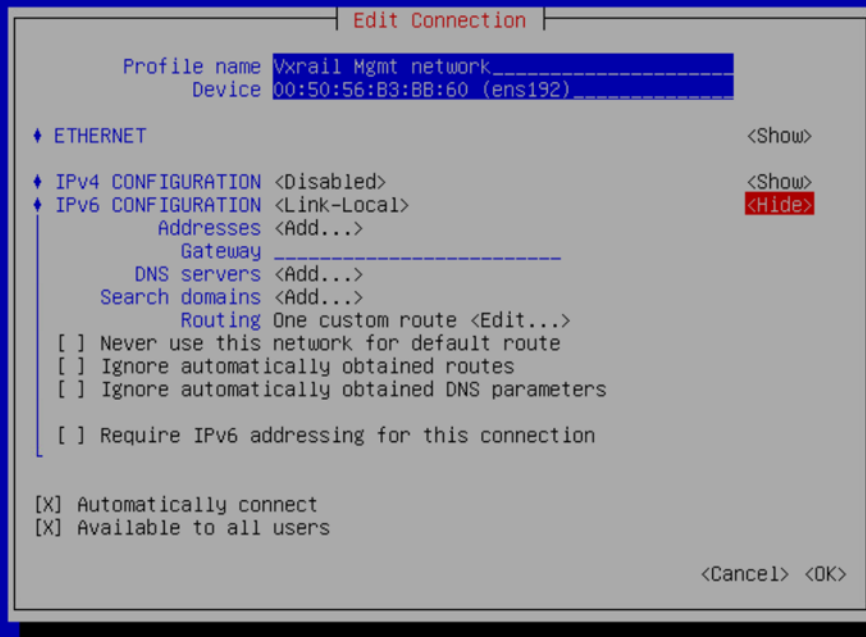 Edit Connection
Profile name Vxrail Mgmt network_____________________
Device 00:50:56:B3:BB:60 (ens192)______________
ETHERNET <Show>
IPv4 CONFIGURATION <Disabled> <Show>
IPv6 CONFIGURATION <Link-Local> <Hide>
Addresses <Add...>
Gateway _________________________
DNS servers <Add...>
Search domains <Add...>
Routing One custom route <Edit...>
[ ] Never use this network for default route
[ ] Ignore automatically obtained routes
[ ] Ignore automatically obtained DNS parameters
[ ] Require IPv6 addressing for this connection
[X] Automatically connect
[X] Available to all users
<Cancel> <OK>